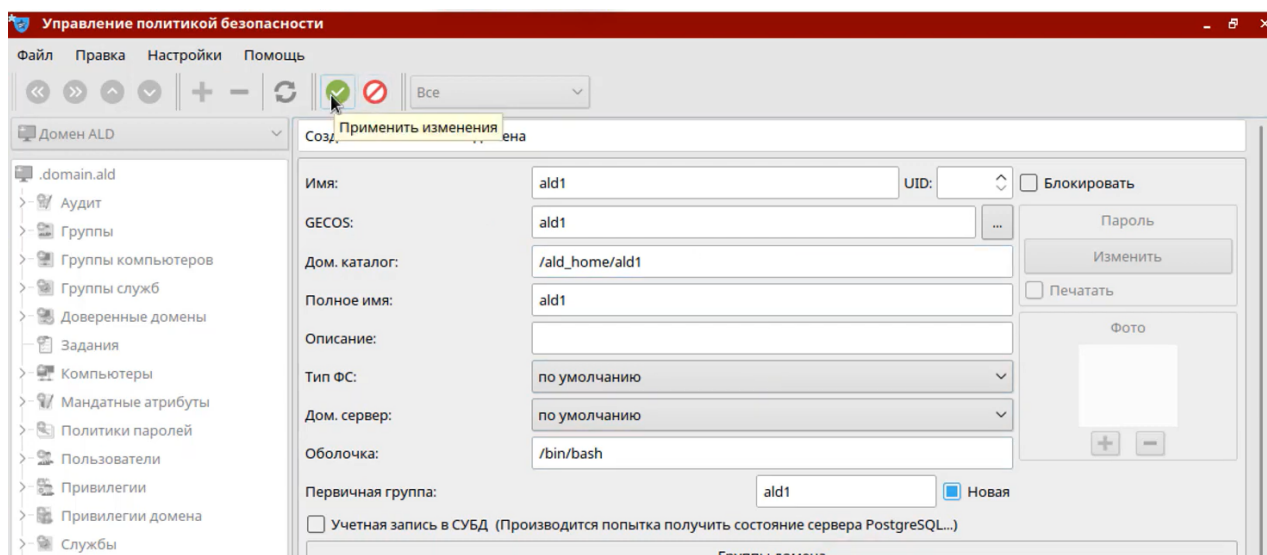 Управление политикой безопасности
Файл Правка Настройки Помощь
Все
Применить изменения
Домен ALD
.domain.ald
Аудит
Группы
Группы компьютеров
Группы служб
Доверенные домены
Задания
Компьютеры
Мандатные атрибуты
Политики паролей
Пользователи
Привилегии
Привилегии домена
Службы
Имя: ald1 UID: Блокировать
GECOS: ald1 ...
Дом. каталог: /ald_home/ald1
Полное имя: ald1
Описание:
Тип ФС: по умолчанию
Дом. сервер: по умолчанию
Оболочка: /bin/bash
Первичная группа: ald1 Новая
Учетная запись в СУБД (Производится попытка получить состояние сервера PostgreSQL...)
Пароль
Изменить
Печатать
Фото